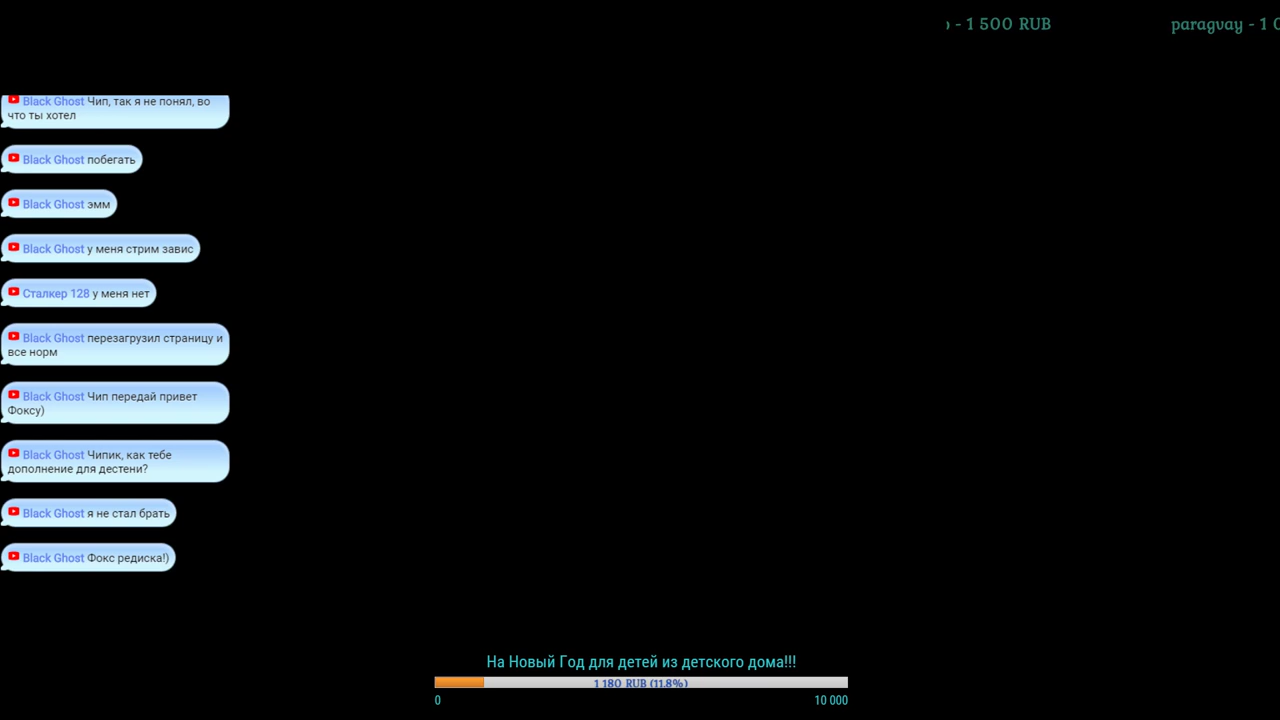 - 1 500 RUB
paragvay - 1
Black Ghost Чип, так я не понял, во
что ты хотел
Black Ghost побегать
Black Ghost эмм
Black Ghost у меня стрим завис
Сталкер 128 у меня нет
Black Ghost перезагрузил страницу и
все норм
Black Ghost Чип передай привет
Фоксу)
Black Ghost Чипик, как тебе
дополнение для дестени?
Black Ghost я не стал брать
Black Ghost Фокс редиска!)
На Новый Год для детей из детского дома!!!
1 180 RUB (11.8%)
0
10 000